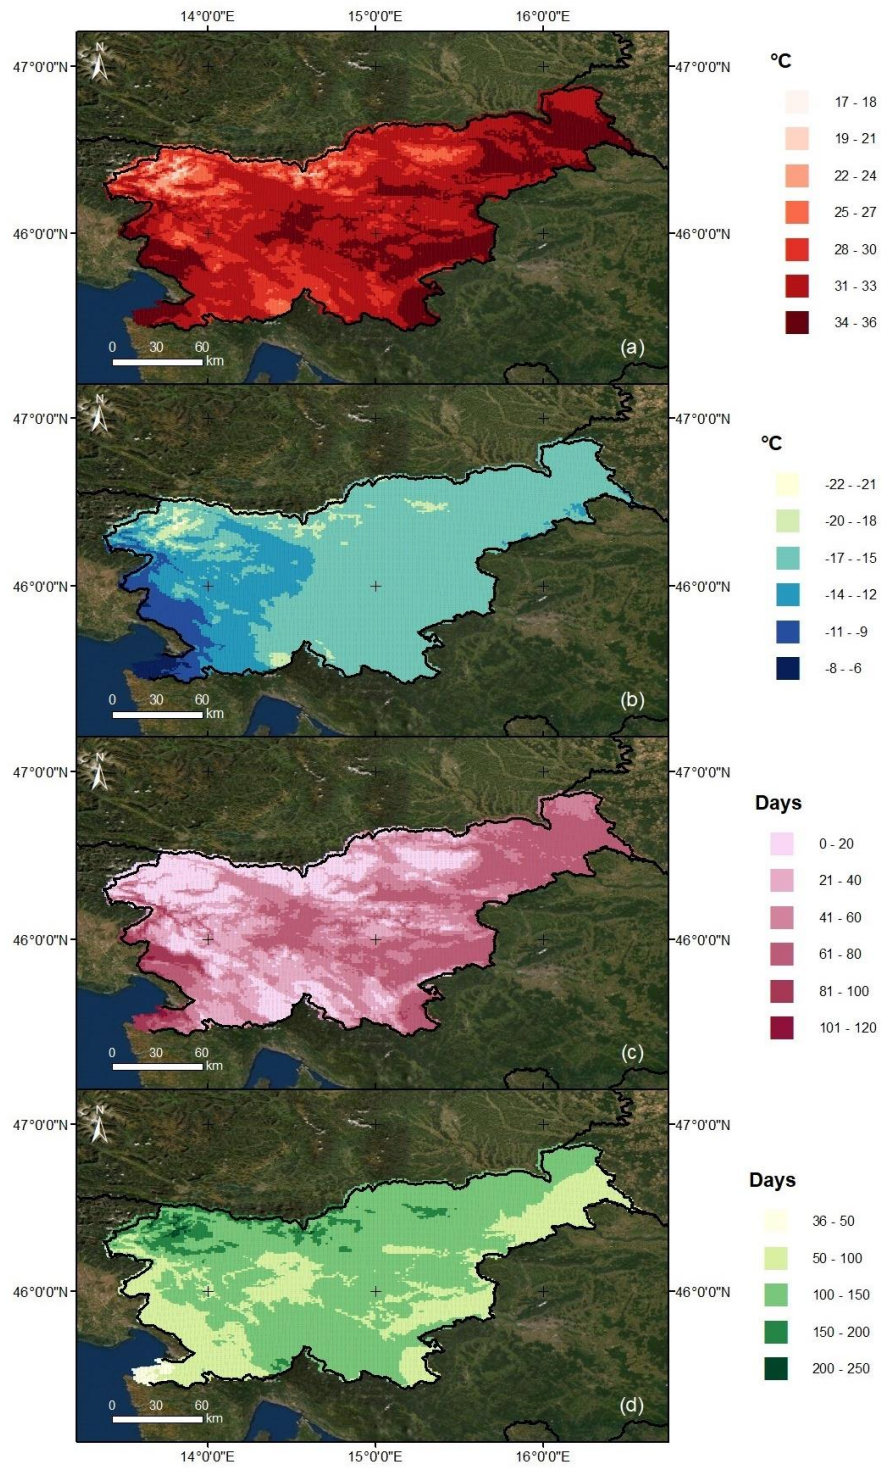 14°0'0"E 15°0'0"E 16°0'0"E
N
47°0'0"N 47°0'0"N
46°0'0"N 46°0'0"N
0 30 60
km
(a)
°C
17 - 18
19 - 21
22 - 24
25 - 27
28 - 30
31 - 33
34 - 36
N
47°0'0"N 47°0'0"N
46°0'0"N 46°0'0"N
0 30 60
km
(b)
°C
-22 - -21
-20 - -18
-17 - -15
-14 - -12
-11 - -9
-8 - -6
N
47°0'0"N 47°0'0"N
46°0'0"N 46°0'0"N
0 30 60
km
(c)
Days
0 - 20
21 - 40
41 - 60
61 - 80
81 - 100
101 - 120
N
47°0'0"N 47°0'0"N
46°0'0"N 46°0'0"N
0 30 60
km
(d)
Days
36 - 50
50 - 100
100 - 150
150 - 200
200 - 250
14°0'0"E 15°0'0"E 16°0'0"E